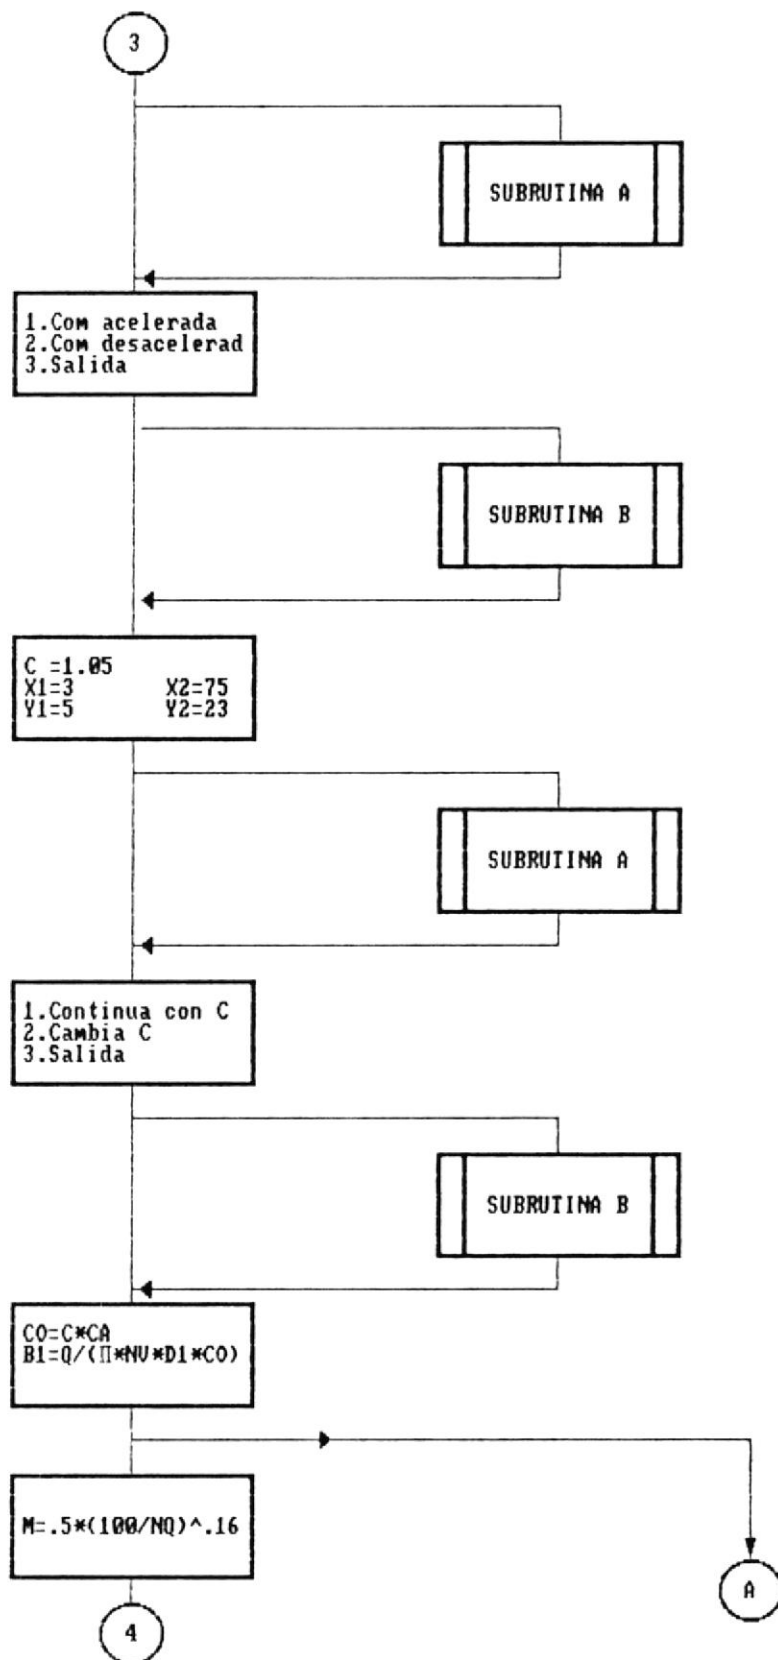 3
SUBRUTINA A
1.Com acelerada
2.Com desacelerad
3.Salida
SUBRUTINA B
C =1.05
X1=3 X2=75
Y1=5 Y2=23
SUBRUTINA A
1.Continua con C
2.Cambia C
3.Salida
SUBRUTINA B
CO=C*CA
B1=Q/(Π*NV*D1*CO)
M=.5*(100/NQ)^.16
A
4